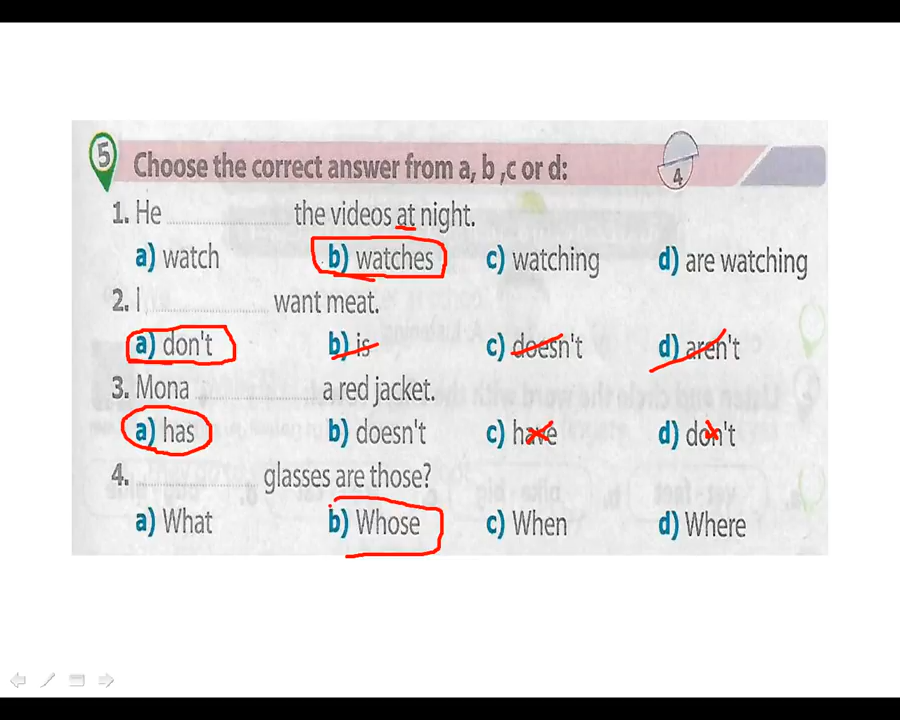 5 Choose the correct answer from a, b ,c or d: 4
1. He .................... the videos at night.
a) watch b) watches c) watching d) are watching
2. I .................... want meat.
a) don't b) is c) doesn't d) aren't
3. Mona .................... a red jacket.
a) has b) doesn't c) have d) don't
4. .................... glasses are those?
a) What b) Whose c) When d) Where